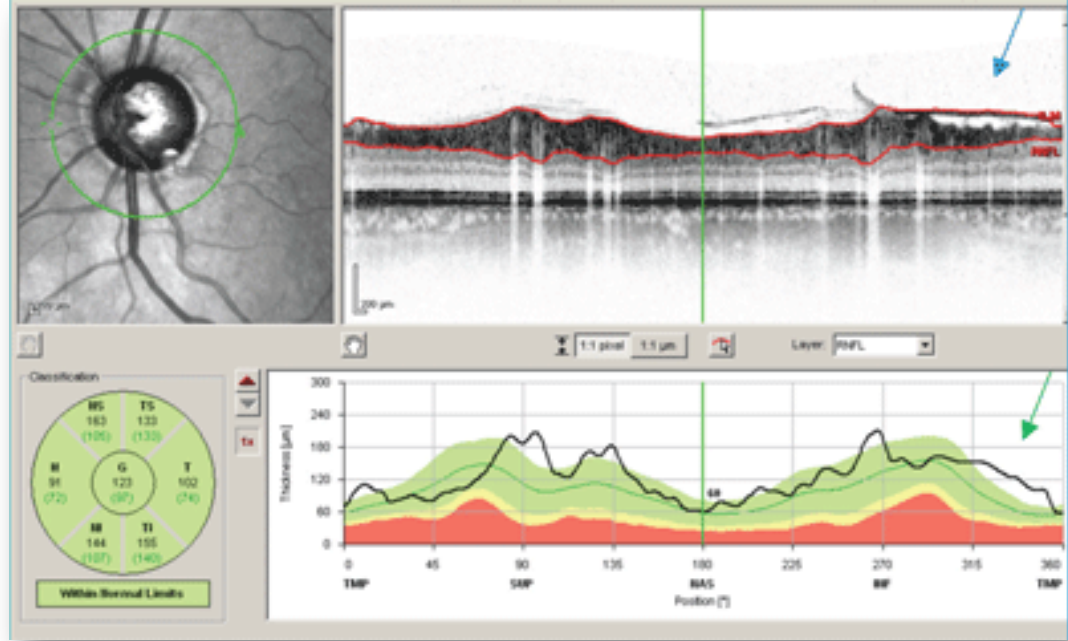 200 µm
RNFL
1:1 pixel
1:1 µm
Layer:
RNFL
Classification
NS
163
(105)
TS
133
(133)
N
91
(72)
G
123
(97)
T
102
(74)
NI
144
(107)
TI
155
(140)
Within Normal Limits
Thickness [µm]
300
240
180
120
60
0
60
0
45
90
135
180
225
270
315
360
TMP
SUP
NAS
INF
TMP
Position [°]